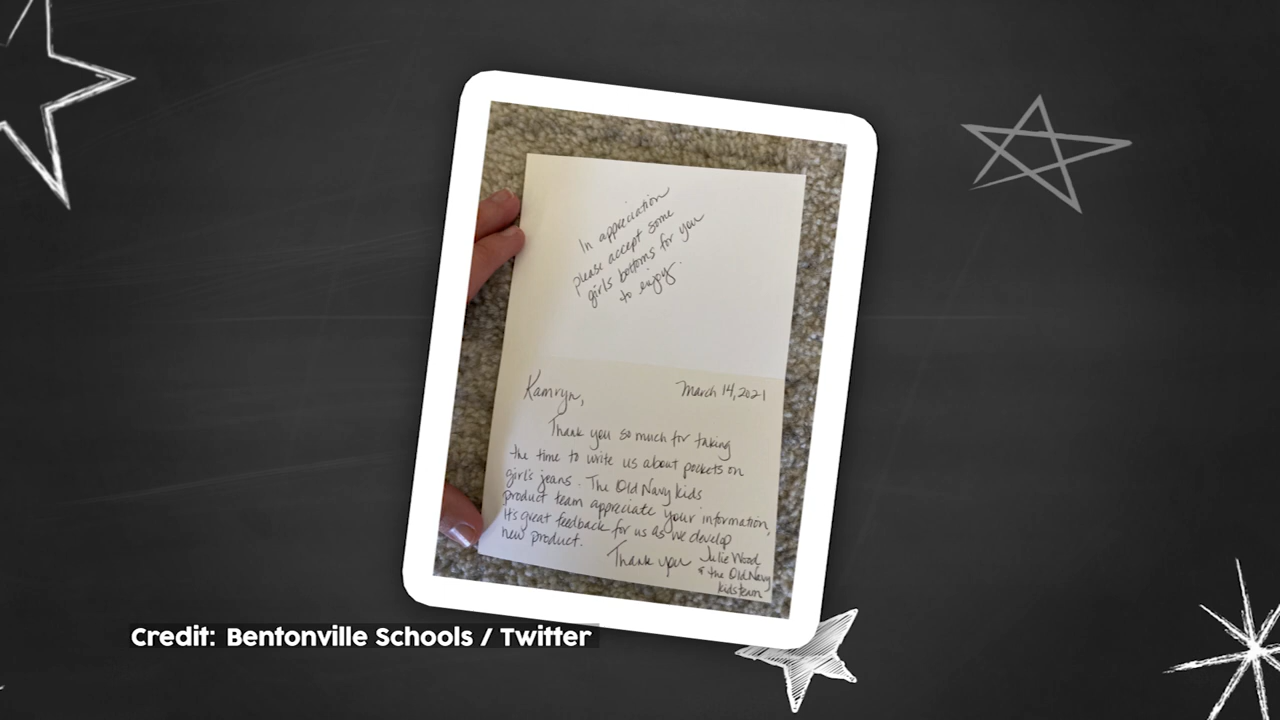 In appreciation
please accept some
girls bottoms for you
to enjoy.
Kamryn,
March 14, 2021
Thank you so much for taking
the time to write us about pockets on
girl's jeans. The Old Navy kids
product team appreciate your information,
It's great feedback for us as we develop
new product.
Thank you Julie Wood
& the Old Navy
kids team
Credit: Bentonville Schools / Twitter